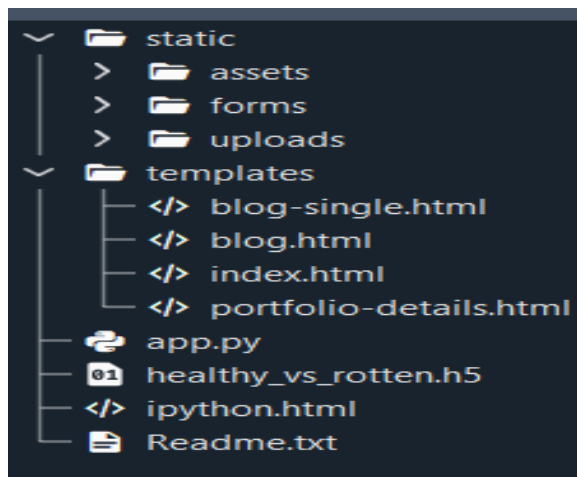 static
assets
forms
uploads
templates
</> blog-single.html
</> blog.html
</> index.html
</> portfolio-details.html
app.py
01 healthy_vs_rotten.h5
</> ipython.html
Readme.txt